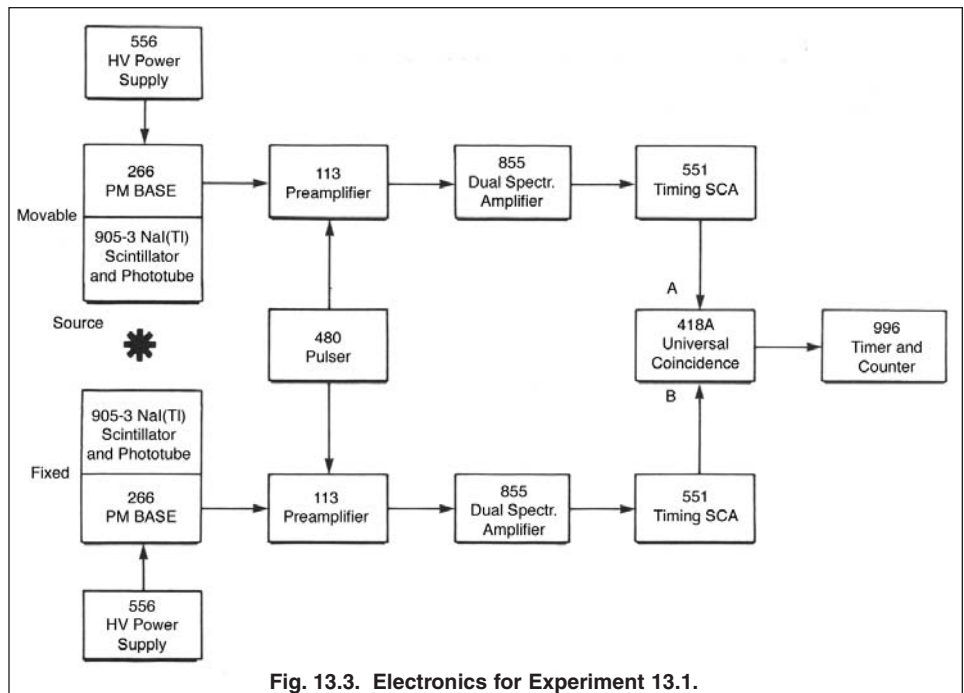 556
HV Power
Supply
266
PM BASE
Movable
905-3 NaI(Tl)
Scintillator
and Phototube
113
Preamplifier
855
Dual Spectr.
Amplifier
551
Timing SCA
Source
480
Pulser
A
418A
Universal
Coincidence
996
Timer and
Counter
B
905-3 NaI(Tl)
Scintillator
and Phototube
Fixed
266
PM BASE
113
Preamplifier
855
Dual Spectr.
Amplifier
551
Timing SCA
556
HV Power
Supply
Fig. 13.3. Electronics for Experiment 13.1.